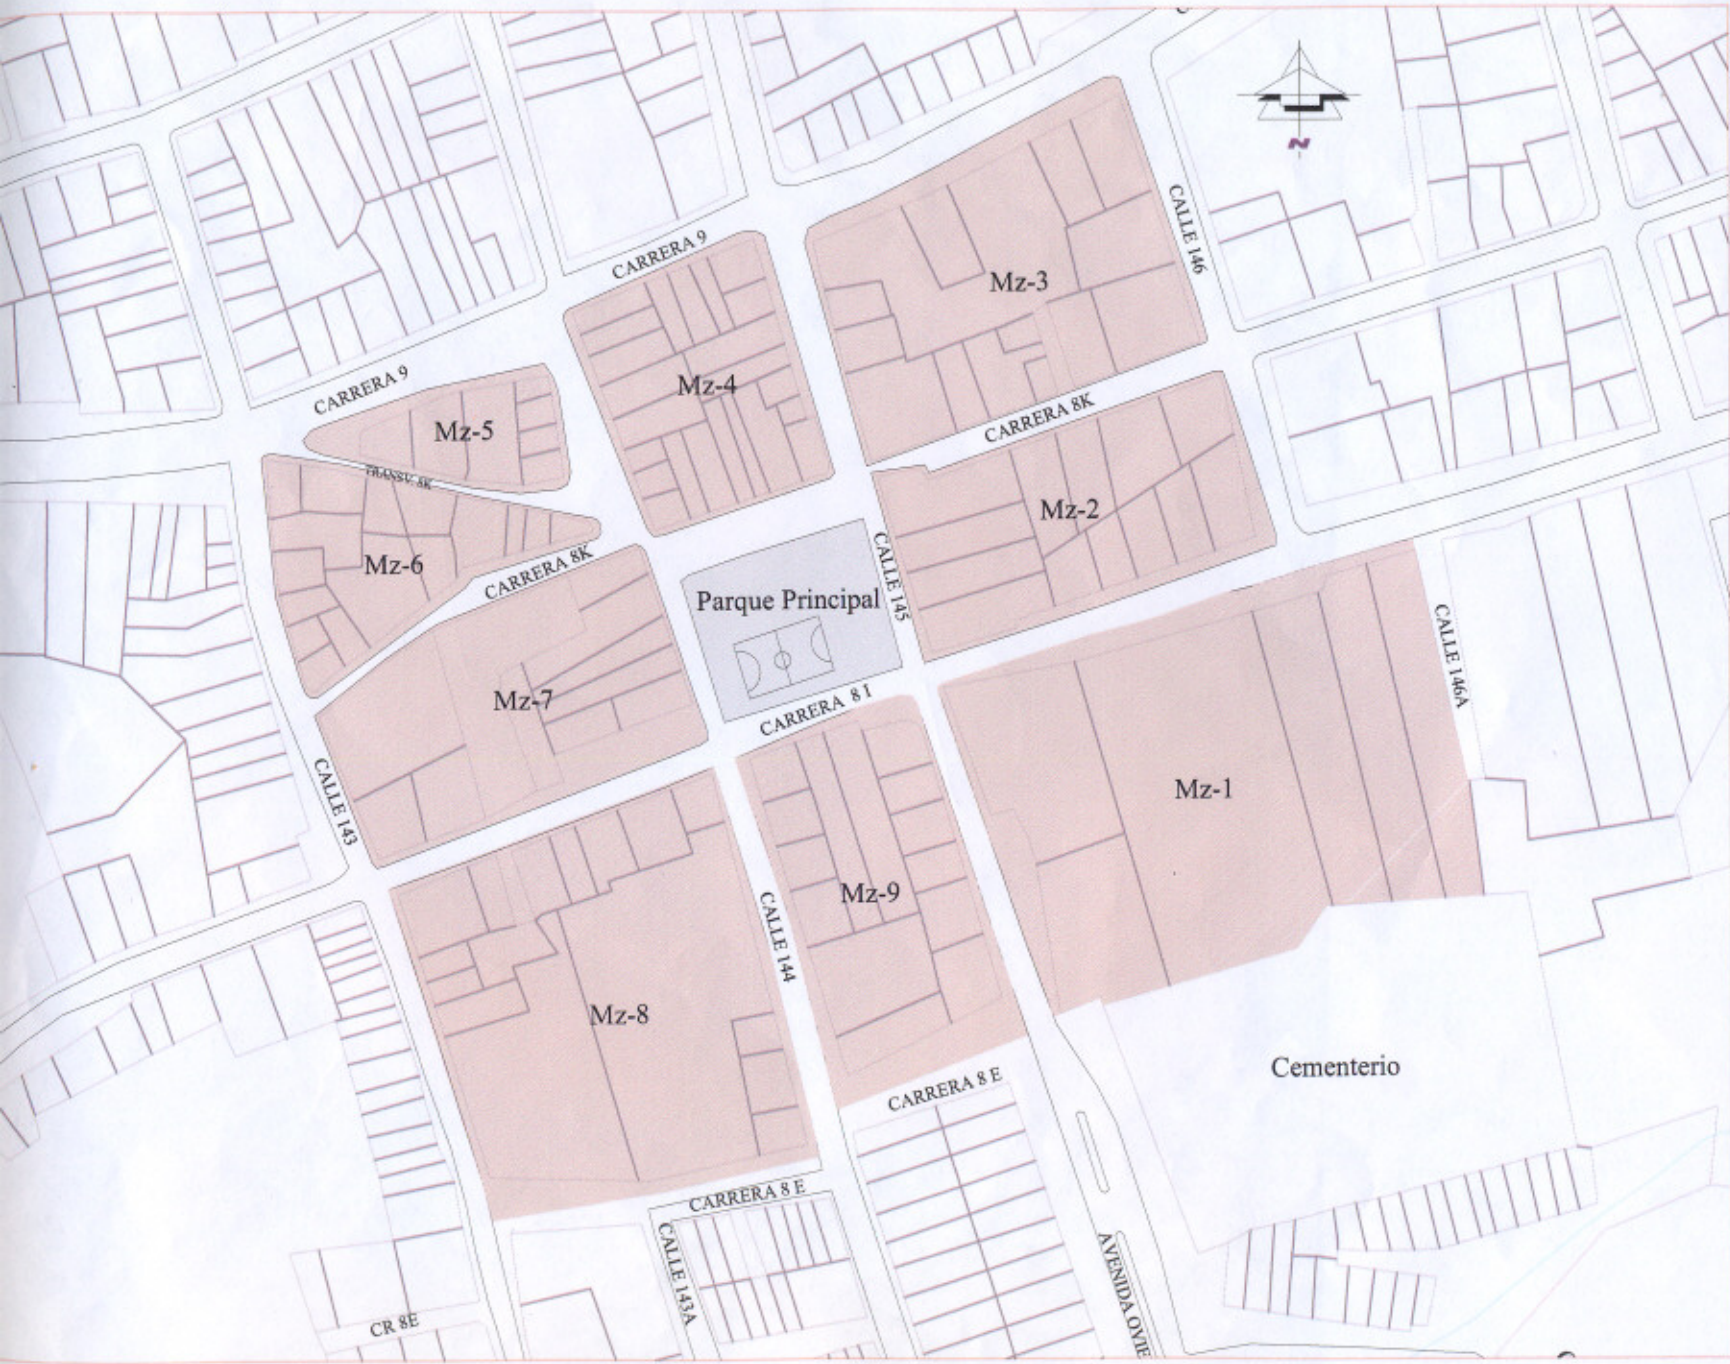 N
CALLE 146
CARRERA 9
Mz-3
CARRERA 9
Mz-4
CARRERA 8K
Mz-5
TRANSV. 8K
Mz-2
CARRERA 8K
Mz-6
CALLE 145
Parque Principal
CALLE 146A
CARRERA 8 I
Mz-7
CALLE 143
Mz-1
Mz-9
CALLE 144
Mz-8
Cementerio
CARRERA 8 E
CARRERA 8 E
CALLE 143A
AVENIDA OVIE
CR 8E